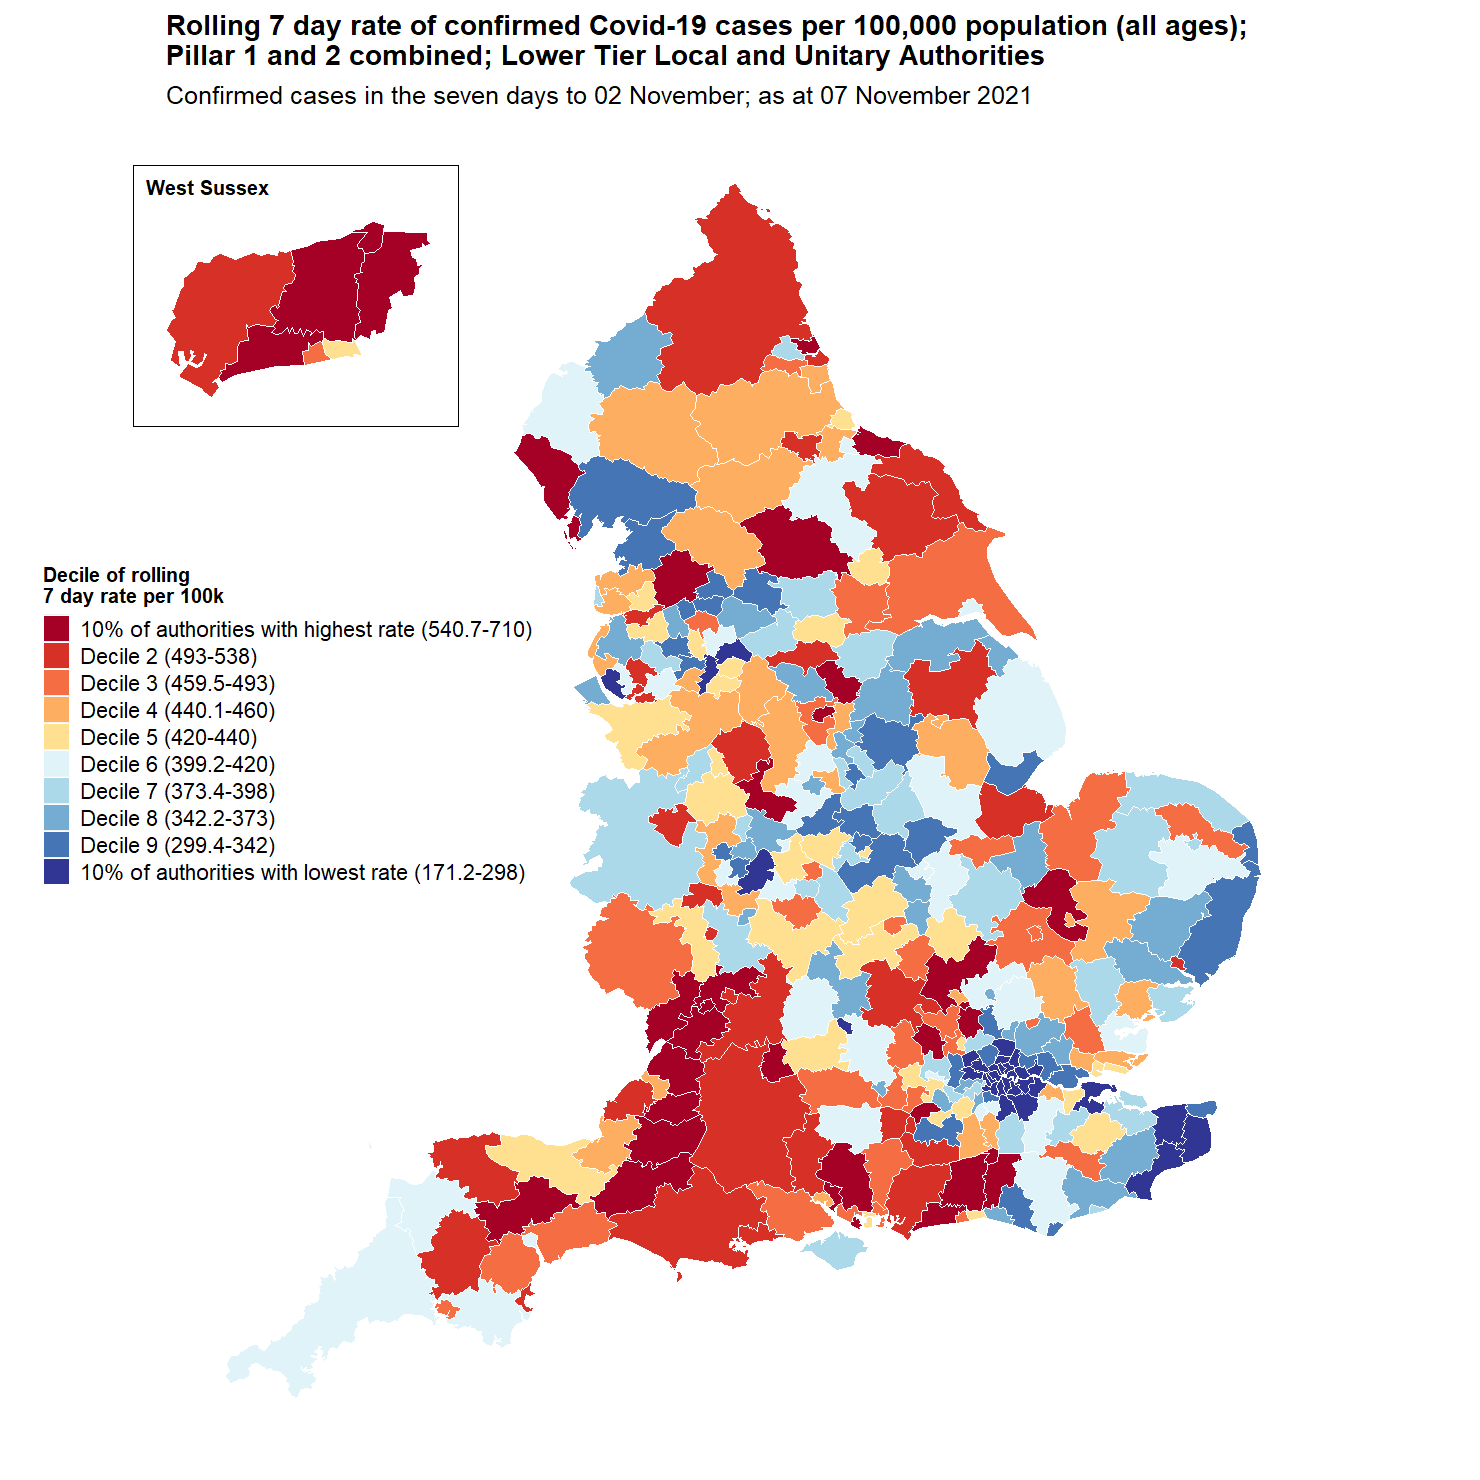 Rolling 7 day rate of confirmed Covid-19 cases per 100,000 population (all ages);
Pillar 1 and 2 combined; Lower Tier Local and Unitary Authorities
Confirmed cases in the seven days to 02 November; as at 07 November 2021
West Sussex
Decile of rolling
7 day rate per 100k
10% of authorities with highest rate (540.7-710)
Decile 2 (493-538)
Decile 3 (459.5-493)
Decile 4 (440.1-460)
Decile 5 (420-440)
Decile 6 (399.2-420)
Decile 7 (373.4-398)
Decile 8 (342.2-373)
Decile 9 (299.4-342)
10% of authorities with lowest rate (171.2-298)